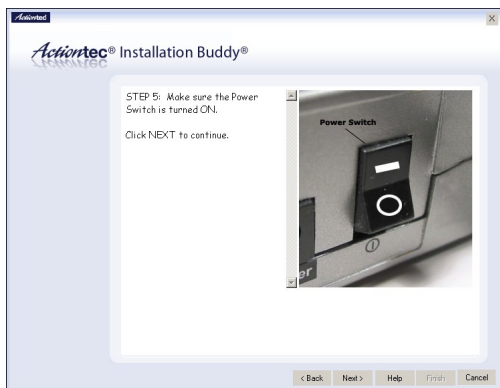 Actiontec
Actiontec® Installation Buddy®
STEP 5: Make sure the Power
Switch is turned ON.
Click NEXT to continue.
Power Switch
er
< Back Next > Help Finish Cancel